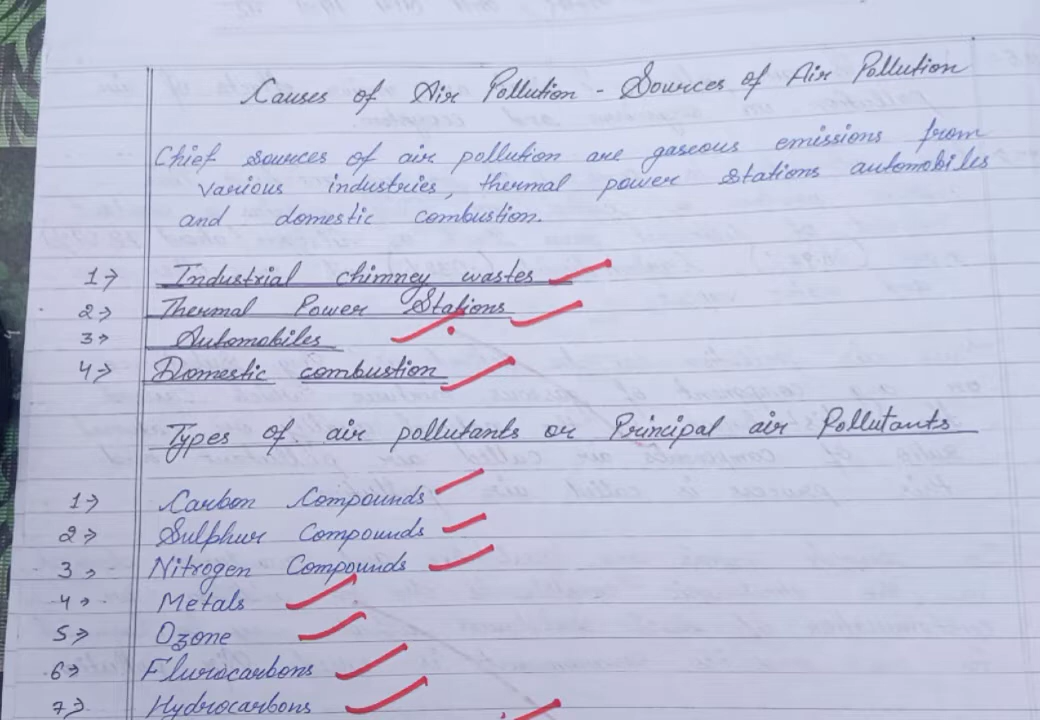 Causes of Air Pollution - Sources of Air Pollution
Chief sources of air pollution are gaseous emissions from
various industries, thermal power stations automobiles
and domestic combustion.
1→ Industrial chimney wastes
2→ Thermal Power Stations
3→ Automobiles
4→ Domestic combustion
Types of air pollutants or Principal air Pollutants
1→ Carbon Compounds
2→ Sulphur Compounds
3→ Nitrogen Compounds
4→ Metals
5→ Ozone
6→ Flurocarbons
7→ Hydrocarbons